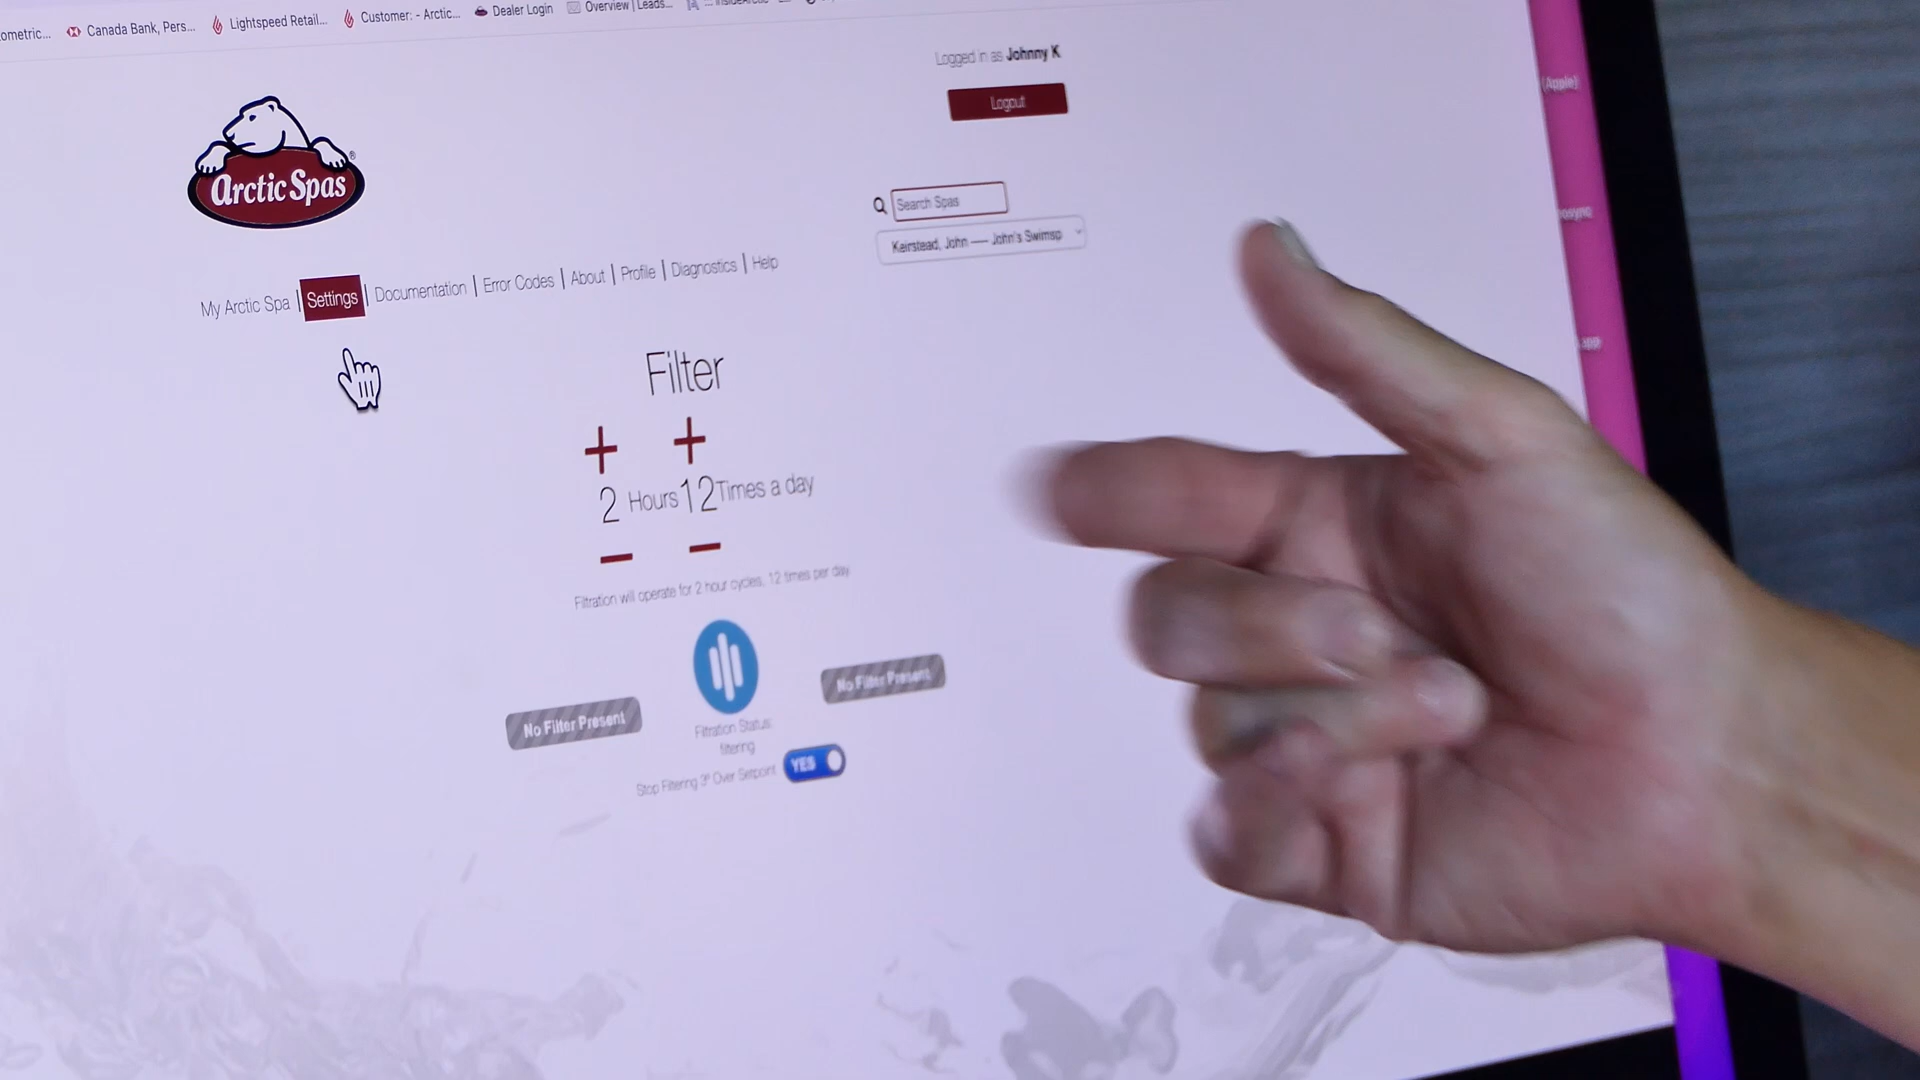 ometric...
Canada Bank, Pers...
Lightspeed Retail...
Customer: - Arctic...
Dealer Login
Overview | Leads...
Logged in as Johnny K
Logout
Arctic Spas®
Search Spas
Keirstead, John — John's Swimsp
My Arctic Spa | Settings | Documentation | Error Codes | About | Profile | Diagnostics | Help
Filter
+ +
2 Hours 12 Times a day
– –
Filtration will operate for 2 hour cycles, 12 times per day.
No Filter Present
No Filter Present
Filtration Status:
filtering
Stop Filtering 3° Over Setpoint YES
(Apple)
app